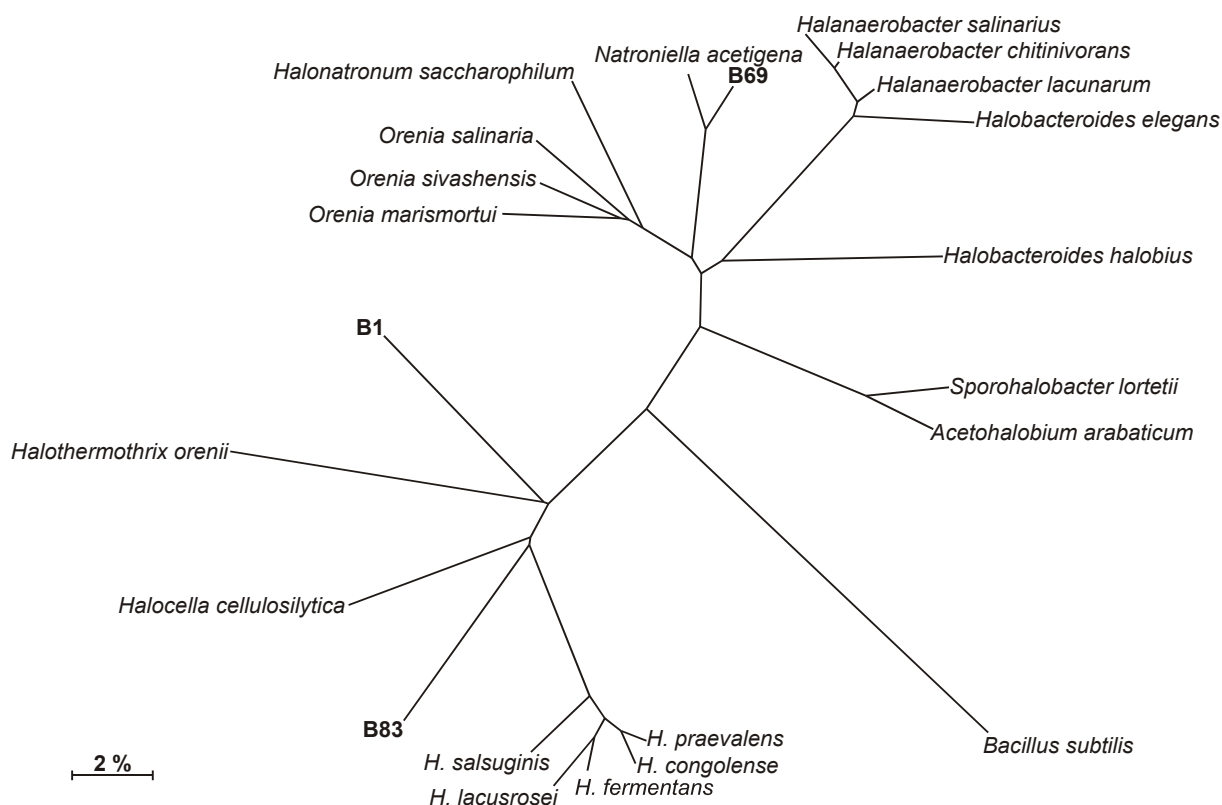 Halanaerobacter salinarius
Natroniella acetigena
Halanaerobacter chitinivorans
Halonatronum saccharophilum
B69
Halanaerobacter lacunarum
Halobacteroides elegans
Orenia salinaria
Orenia sivashensis
Orenia marismortui
Halobacteroides halobius
B1
Sporohalobacter lortetii
Acetohalobium arabaticum
Halothermothrix orenii
Halocella cellulosilytica
B83
H. praevalens
Bacillus subtilis
H. salsuginis
H. congolense
2 %
H. fermentans
H. lacusrosei